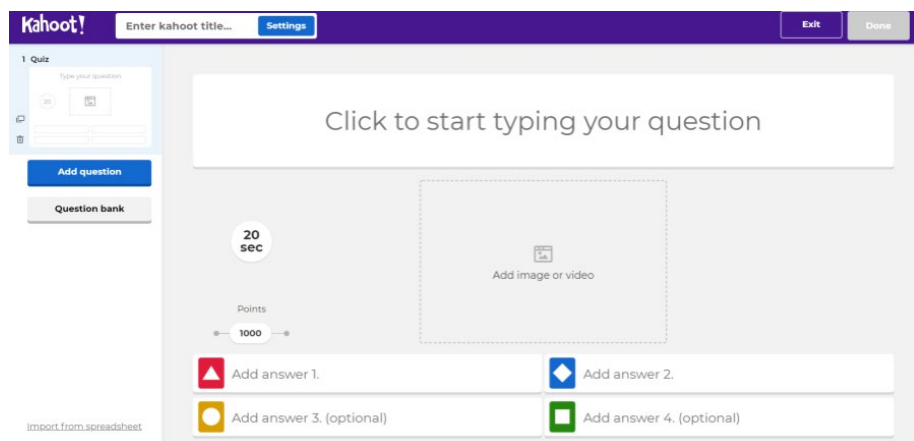 Kahoot!
Enter kahoot title...
Settings
Exit
Done
1 Quiz
Type your question
20
Add question
Question bank
Import from spreadsheet
Click to start typing your question
20
sec
Add image or video
Points
1000
Add answer 1.
Add answer 2.
Add answer 3. (optional)
Add answer 4. (optional)